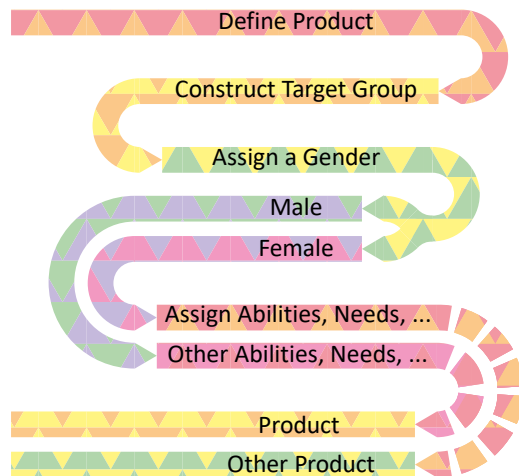 Define Product
Construct Target Group
Assign a Gender
Male
Female
Assign Abilities, Needs, ...
Other Abilities, Needs, ...
Product
Other Product